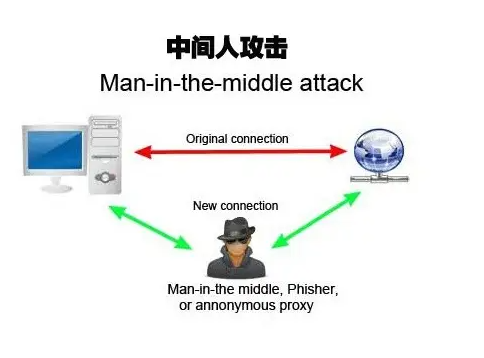 中间人攻击
Man-in-the-middle attack
Original connection
New connection
Man-in-the middle, Phisher,
or annonymous proxy